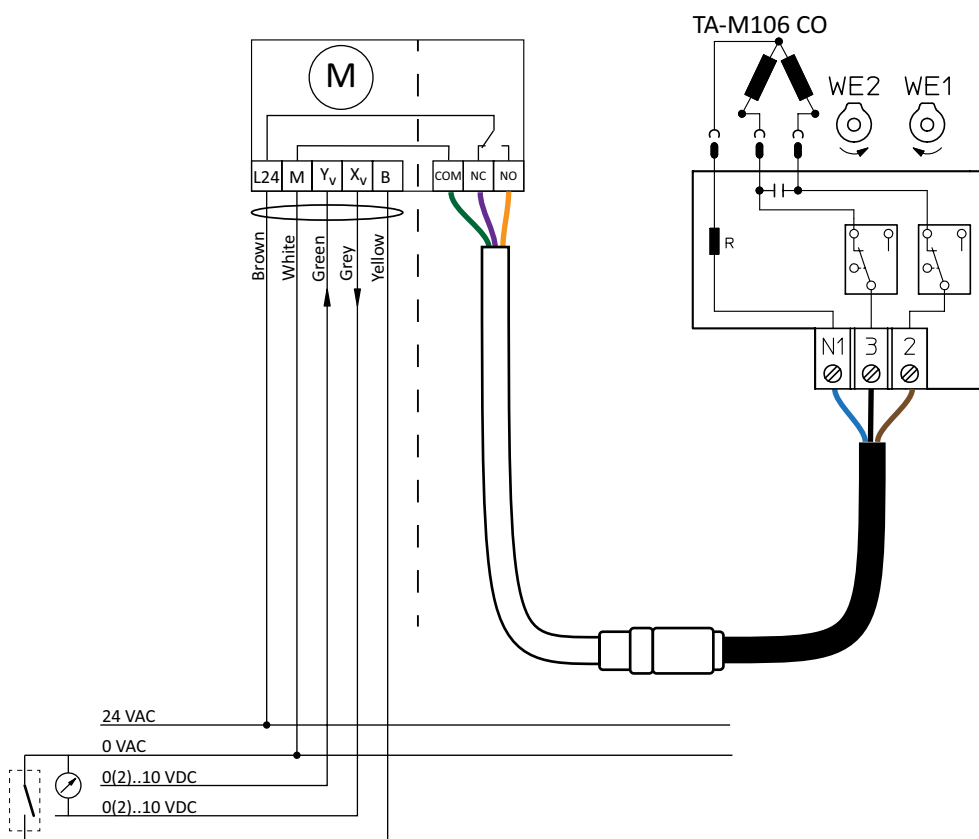 TA-M106 CO
M
WE2 WE1
L24 M Yv Xv B COM NC NO
R
Brown
White
Green
Grey
Yellow
N1 3 2
24 VAC
0 VAC
0(2)..10 VDC
0(2)..10 VDC